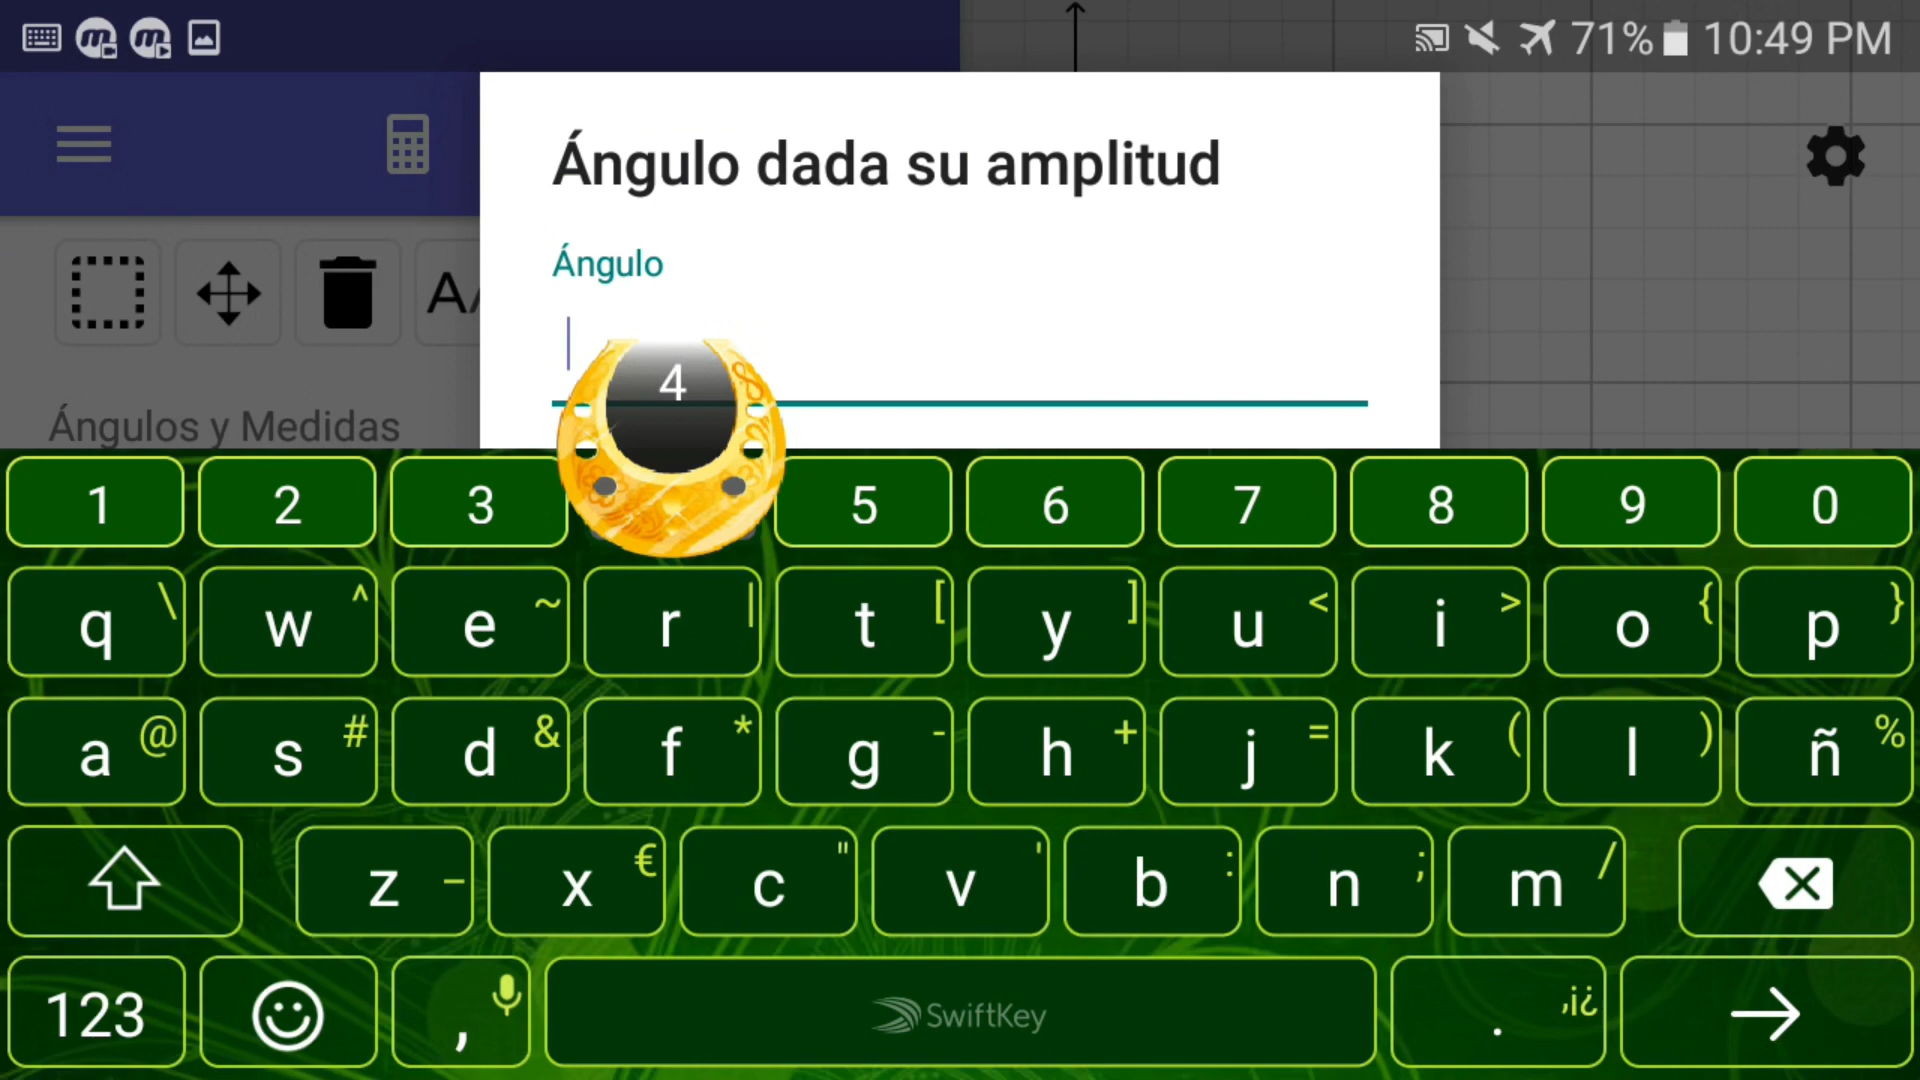 71% 10:49 PM
Ángulo dada su amplitud
Ángulo
Ángulos y Medidas
4
1 2 3 5 6 7 8 9 0
q \ w ^ e ~ r | t [ y ] u < i > o { p }
a @ s # d & f * g - h + j = k ( l ) ñ %
z _ x € c " v ' b : n ; m /
123 , SwiftKey . ,¡¿